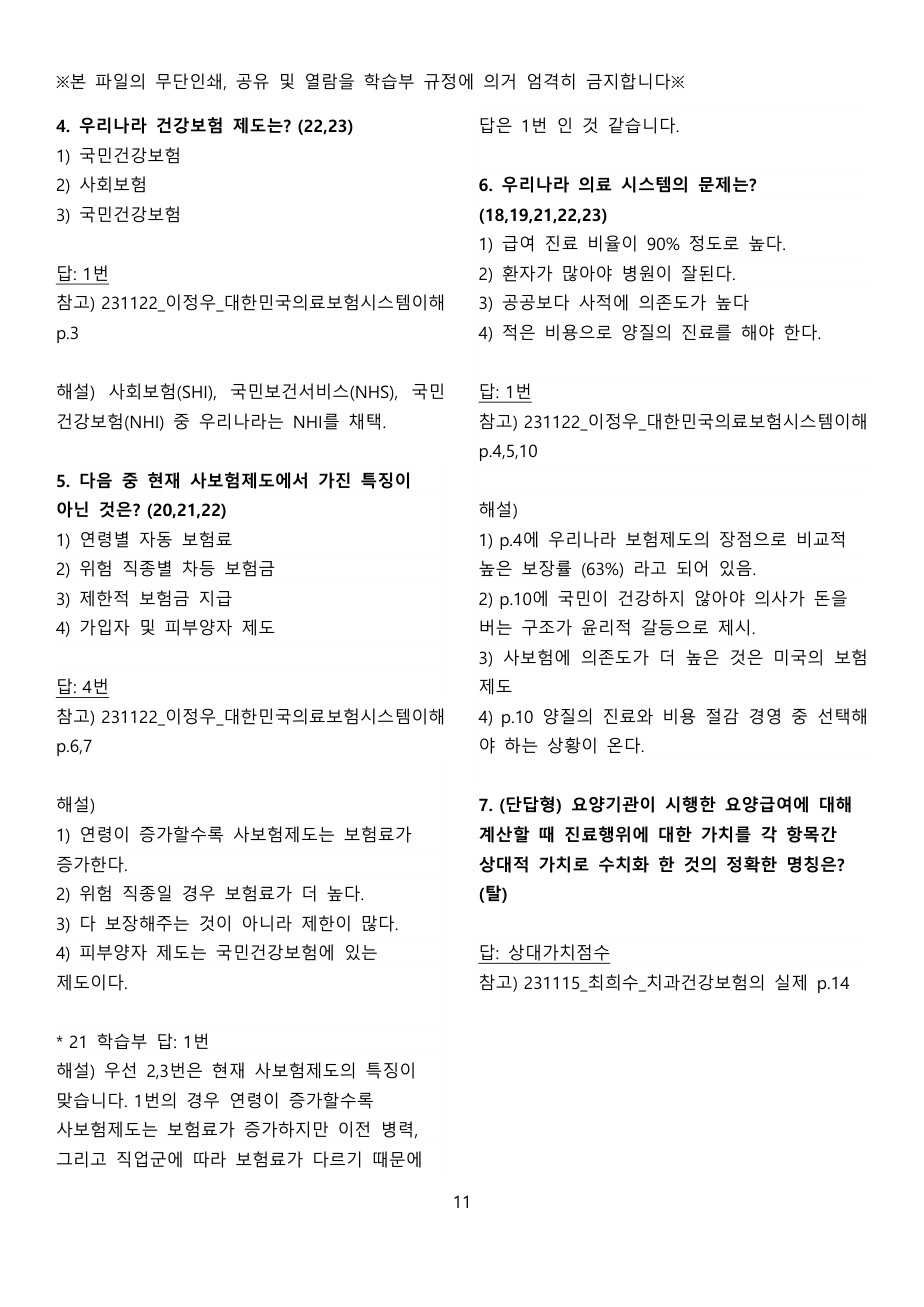 ※본 파일의 무단인쇄, 공유 및 열람을 학습부 규정에 의거 엄격히 금지합니다※
4. 우리나라 건강보험 제도는? (22,23)
1) 국민건강보험
2) 사회보험
3) 국민건강보험
답: 1번
참고) 231122_이정우_대한민국의료보험시스템이해
p.3
해설) 사회보험(SHI), 국민보건서비스(NHS), 국민
건강보험(NHI) 중 우리나라는 NHI를 채택.
5. 다음 중 현재 사보험제도에서 가진 특징이
아닌 것은? (20,21,22)
1) 연령별 자동 보험료
2) 위험 직종별 차등 보험금
3) 제한적 보험금 지급
4) 가입자 및 피부양자 제도
답: 4번
참고) 231122_이정우_대한민국의료보험시스템이해
p.6,7
해설)
1) 연령이 증가할수록 사보험제도는 보험료가
증가한다.
2) 위험 직종일 경우 보험료가 더 높다.
3) 다 보장해주는 것이 아니라 제한이 많다.
4) 피부양자 제도는 국민건강보험에 있는
제도이다.
* 21 학습부 답: 1번
해설) 우선 2,3번은 현재 사보험제도의 특징이
맞습니다. 1번의 경우 연령이 증가할수록
사보험제도는 보험료가 증가하지만 이전 병력,
그리고 직업군에 따라 보험료가 다르기 때문에
답은 1번 인 것 같습니다.
6. 우리나라 의료 시스템의 문제는?
(18,19,21,22,23)
1) 급여 진료 비율이 90% 정도로 높다.
2) 환자가 많아야 병원이 잘된다.
3) 공공보다 사적에 의존도가 높다
4) 적은 비용으로 양질의 진료를 해야 한다.
답: 1번
참고) 231122_이정우_대한민국의료보험시스템이해
p.4,5,10
해설)
1) p.4에 우리나라 보험제도의 장점으로 비교적
높은 보장률 (63%) 라고 되어 있음.
2) p.10에 국민이 건강하지 않아야 의사가 돈을
버는 구조가 윤리적 갈등으로 제시.
3) 사보험에 의존도가 더 높은 것은 미국의 보험
제도
4) p.10 양질의 진료와 비용 절감 경영 중 선택해
야 하는 상황이 온다.
7. (단답형) 요양기관이 시행한 요양급여에 대해
계산할 때 진료행위에 대한 가치를 각 항목간
상대적 가치로 수치화 한 것의 정확한 명칭은?
(탈)
답: 상대가치점수
참고) 231115_최희수_치과건강보험의 실제 p.14
11